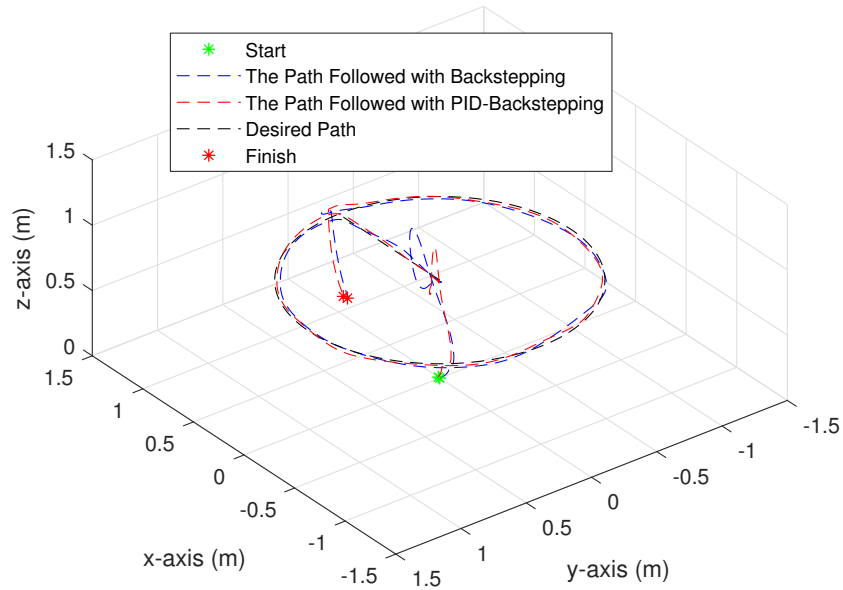 Start
The Path Followed with Backstepping
The Path Followed with PID-Backstepping
Desired Path
Finish
1.5
1
0.5
0
z-axis (m)
1.5
1
0.5
0
-0.5
-1
-1.5
x-axis (m)
1.5
1
0.5
0
-0.5
-1
-1.5
y-axis (m)